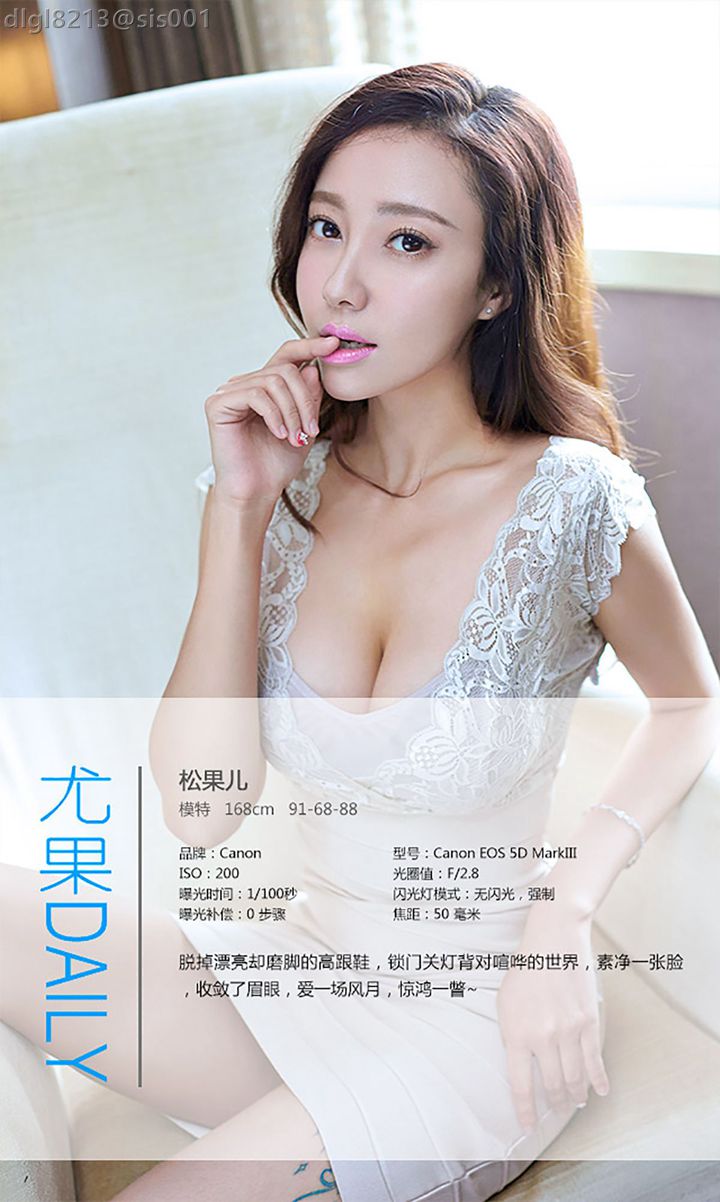 dlgl8213@sis001
尤果DAILY
松果儿
模特 168cm 91-68-88
品牌：Canon 型号：Canon EOS 5D MarkIII
ISO：200 光圈值：F/2.8
曝光时间：1/100秒 闪光灯模式：无闪光，强制
曝光补偿：0 步骤 焦距：50 毫米
脱掉漂亮却磨脚的高跟鞋，锁门关灯背对喧哗的世界，素净一张脸
，收敛了眉眼，爱一场风月，惊鸿一瞥~